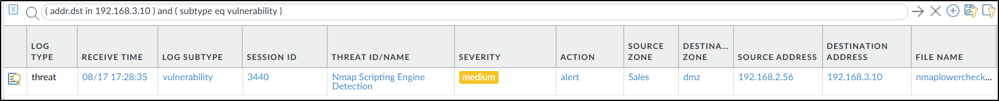 ( addr.dst in 192.168.3.10 ) and ( subtype eq vulnerability )
LOG TYPE RECEIVE TIME LOG SUBTYPE SESSION ID THREAT ID/NAME SEVERITY ACTION SOURCE ZONE DESTINA... ZONE SOURCE ADDRESS DESTINATION ADDRESS FILE NAME
threat 08/17 17:28:35 vulnerability 3440 Nmap Scripting Engine Detection medium alert Sales dmz 192.168.2.56 192.168.3.10 nmaplowercheck...